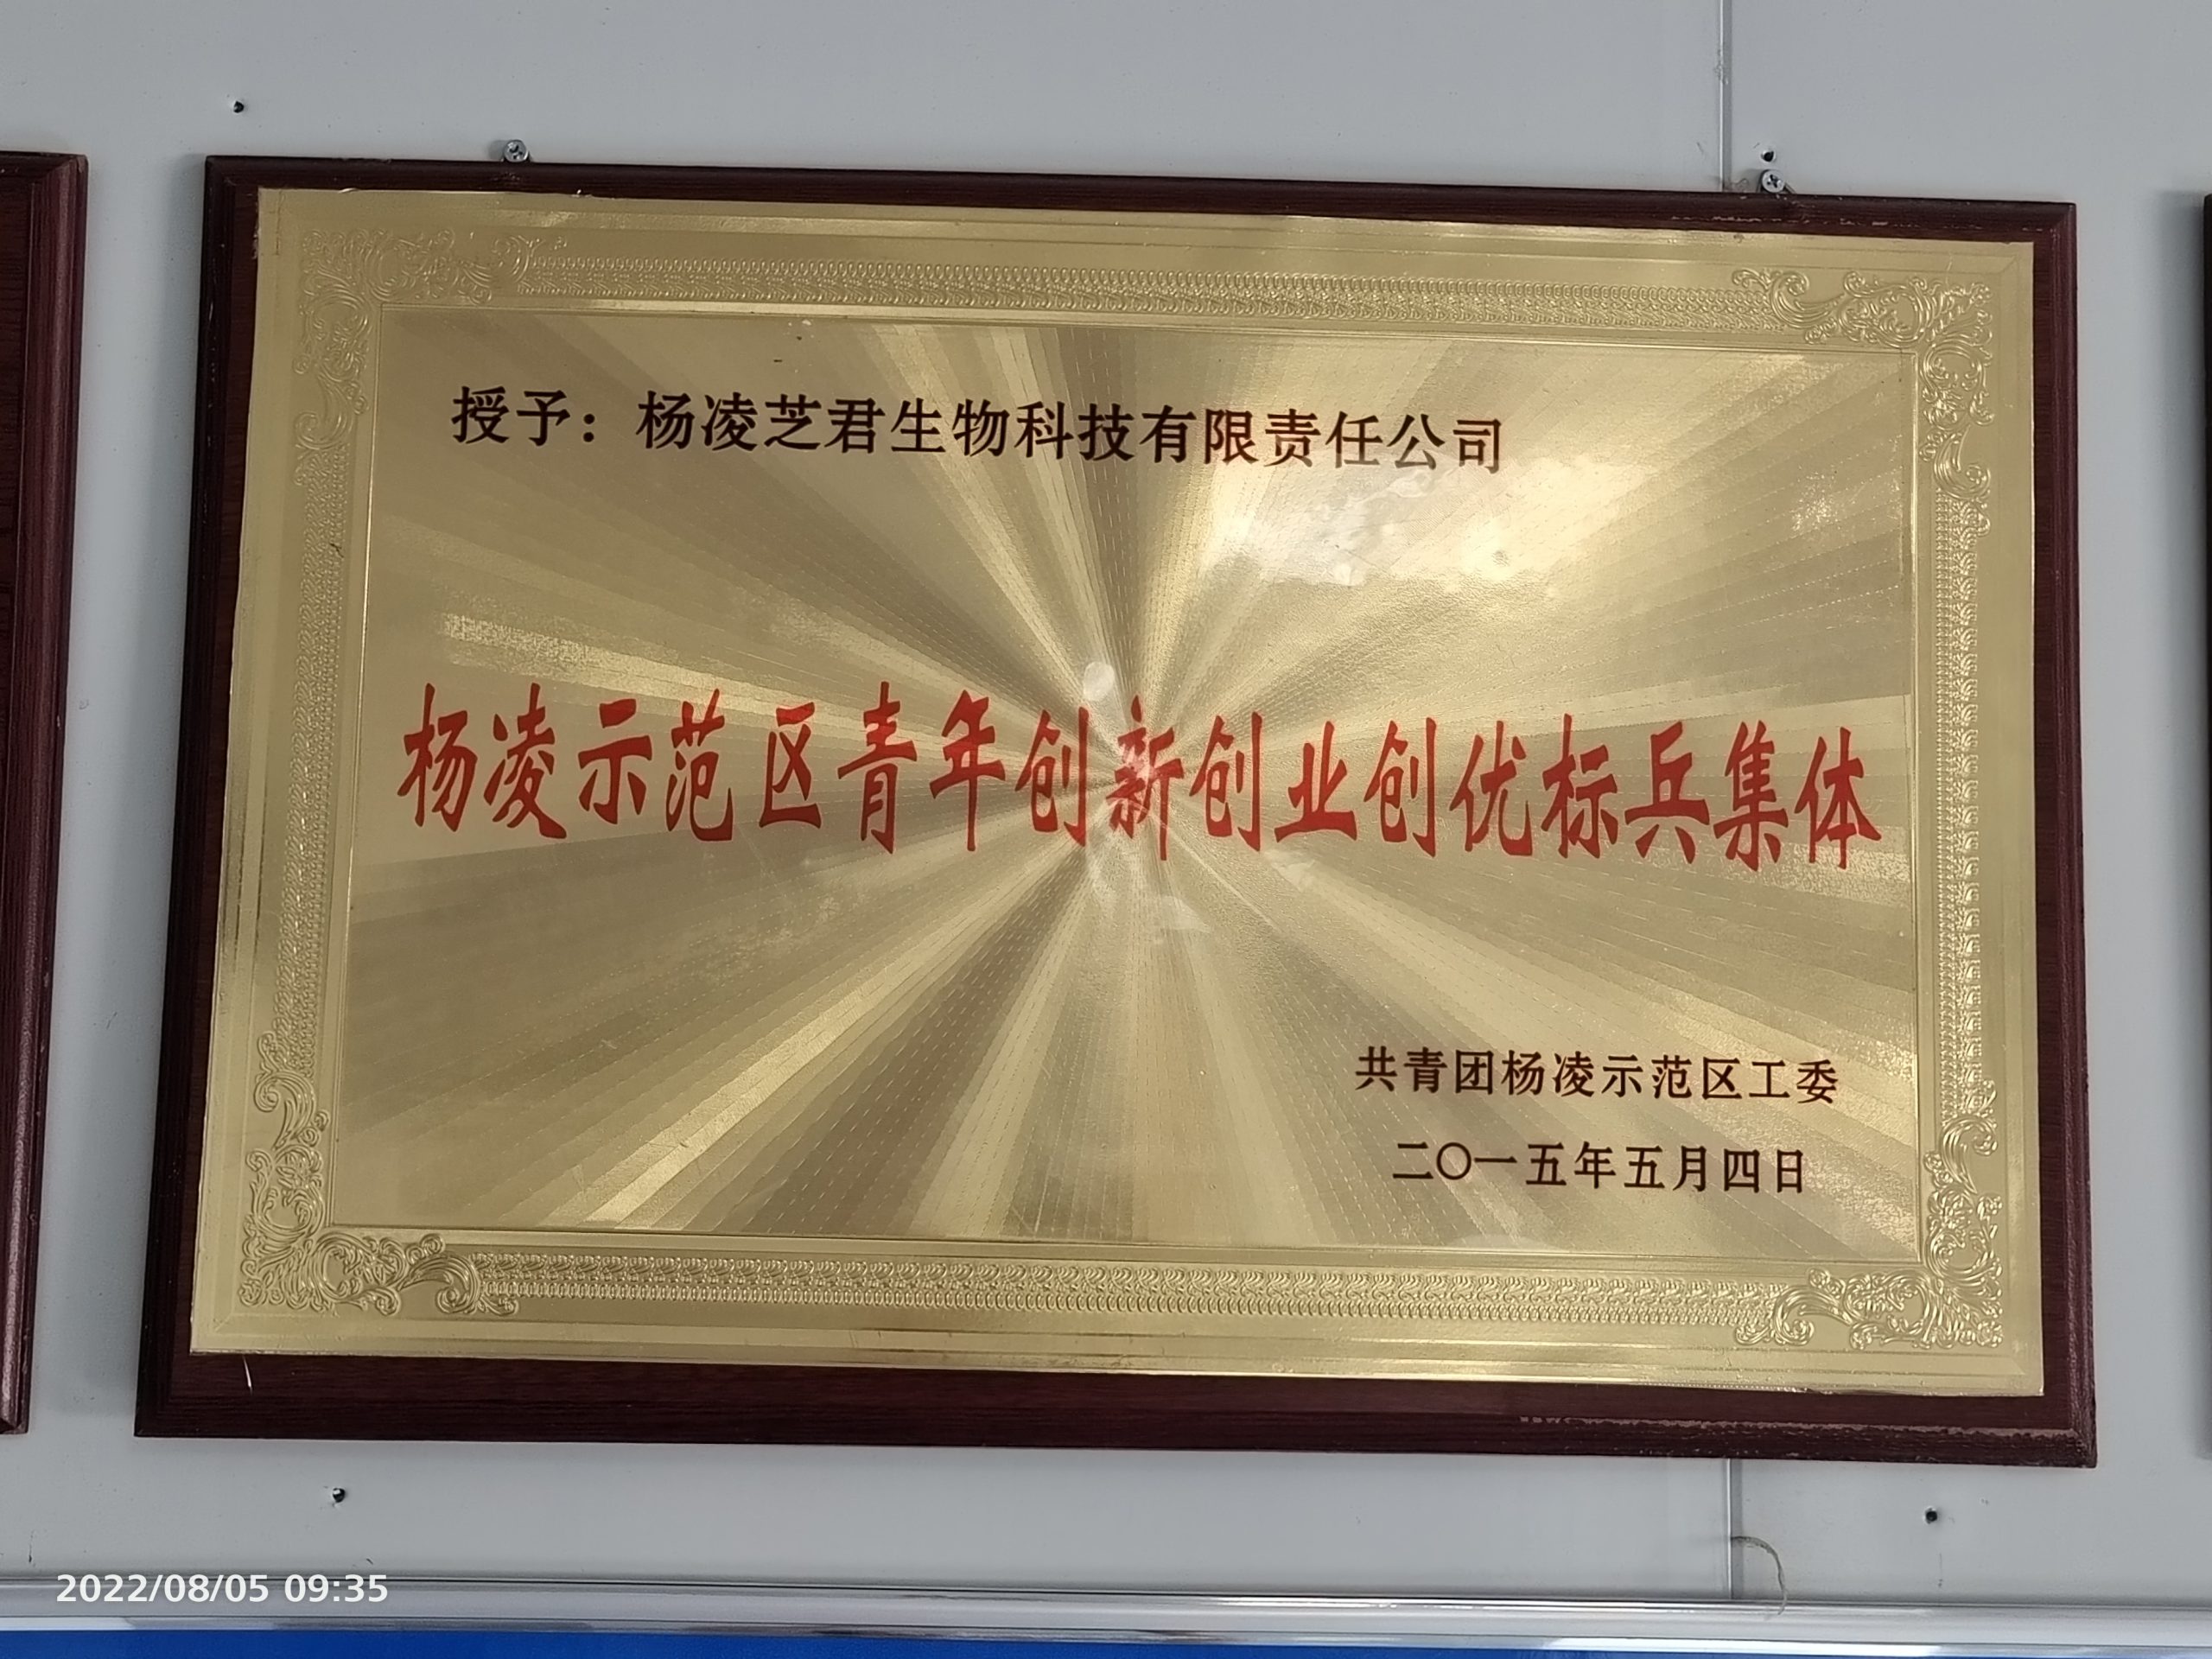 授予：杨凌芝君生物科技有限责任公司
杨凌示范区青年创新创业创优标兵集体
共青团杨凌示范区工委
二〇一五年五月四日
2022/08/05 09:35